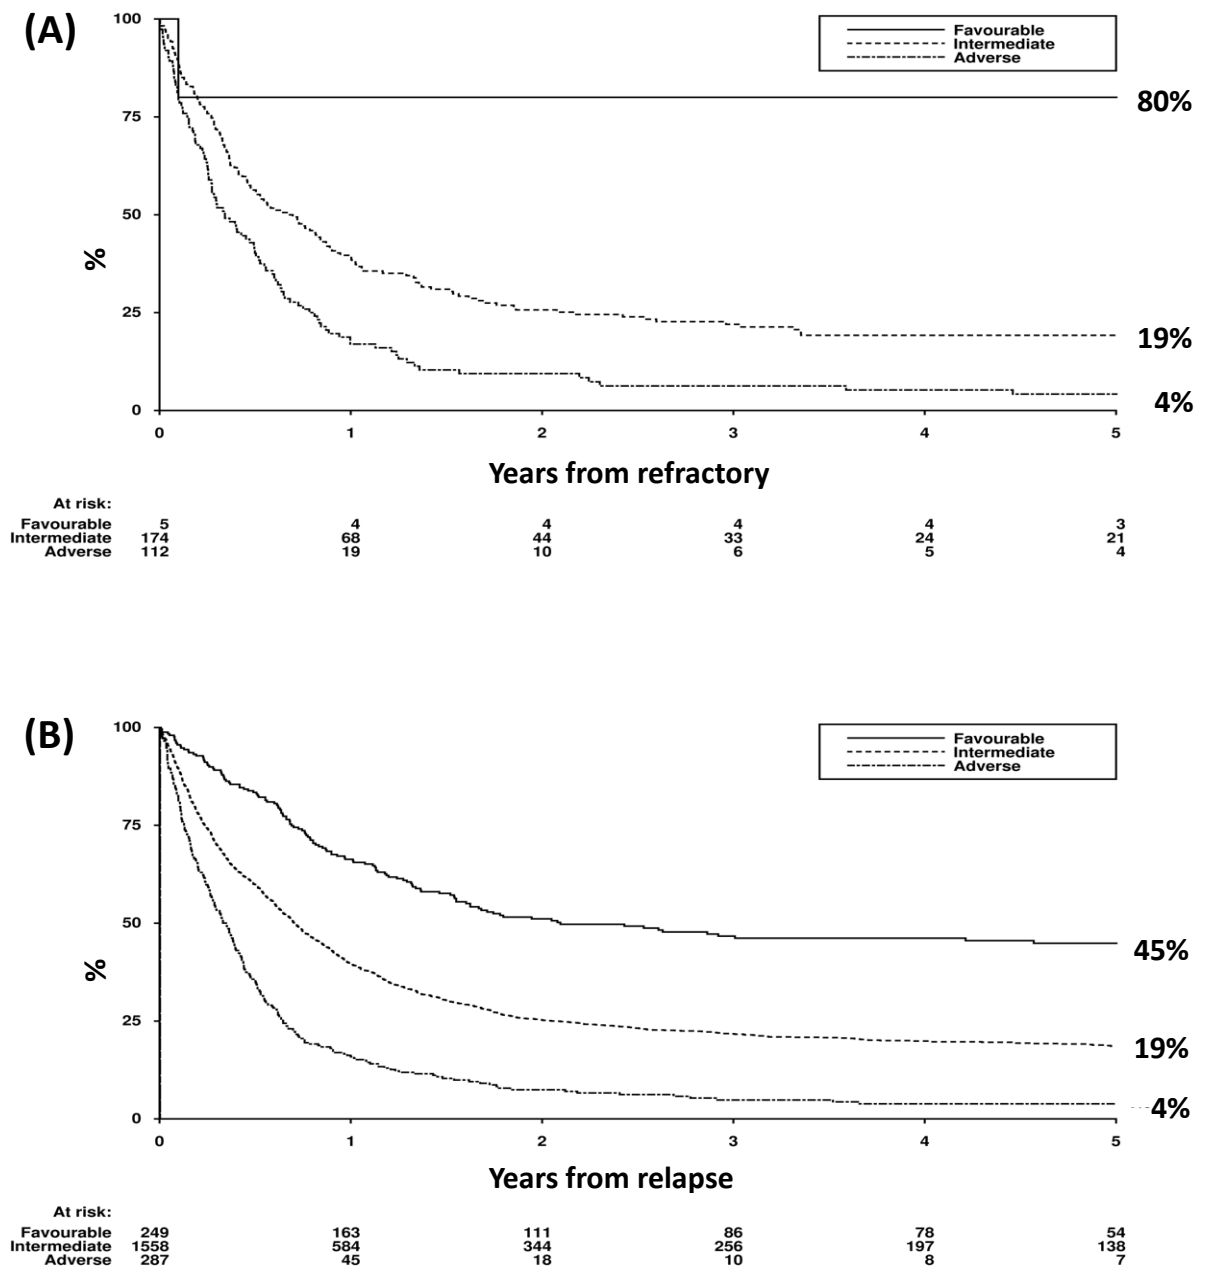 (A)
100
75
50
25
0
%
Favourable
Intermediate
Adverse
80%
19%
4%
0 1 2 3 4 5
Years from refractory
At risk:
Favourable 5 4 4 4 4 3
Intermediate 174 68 44 33 24 21
Adverse 112 19 10 6 5 4
(B)
100
75
50
25
0
%
Favourable
Intermediate
Adverse
45%
19%
4%
0 1 2 3 4 5
Years from relapse
At risk:
Favourable 249 163 111 86 78 54
Intermediate 1558 584 344 256 197 138
Adverse 287 45 18 10 8 7